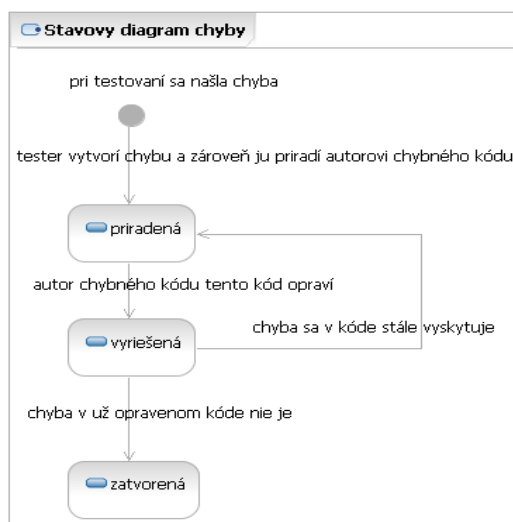 Stavovy diagram chyby
pri testovaní sa našla chyba
tester vytvorí chybu a zároveň ju priradí autorovi chybného kódu
priradená
autor chybného kódu tento kód opraví
chyba sa v kóde stále vyskytuje
vyriešená
chyba v už opravenom kóde nie je
zatvorená